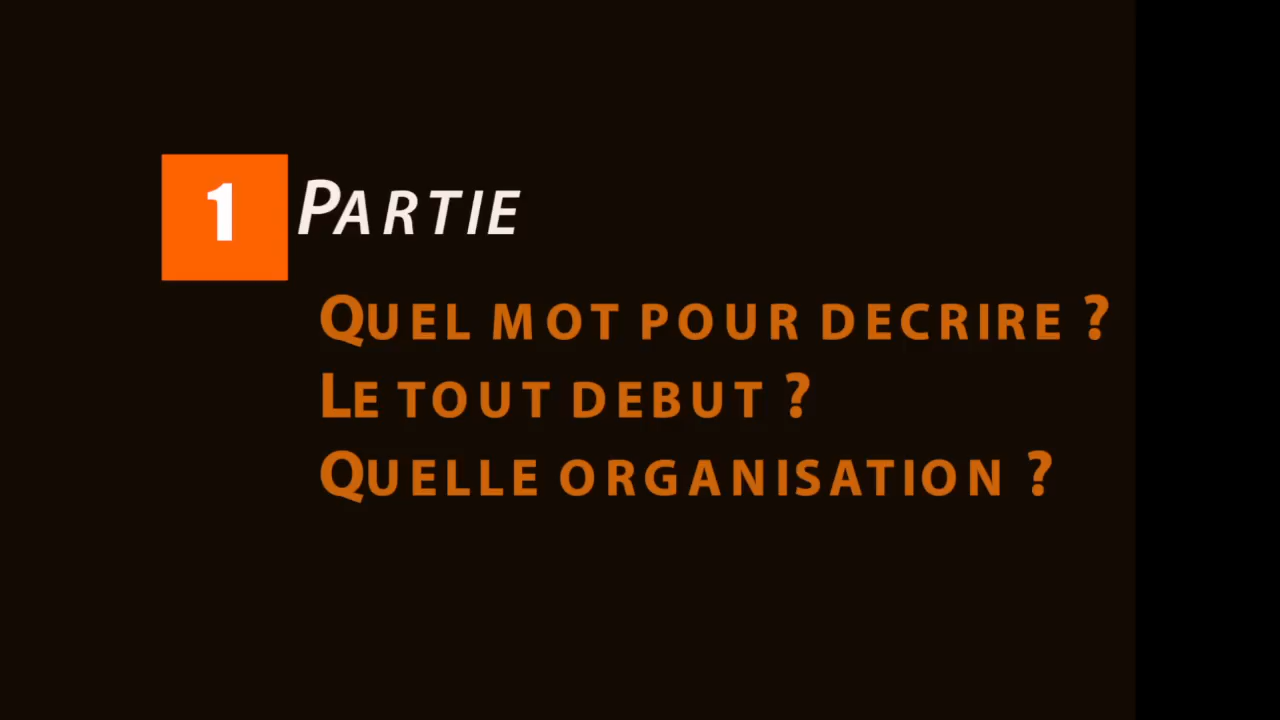 1 PARTIE
QUEL MOT POUR DECRIRE ?
LE TOUT DEBUT ?
QUELLE ORGANISATION ?